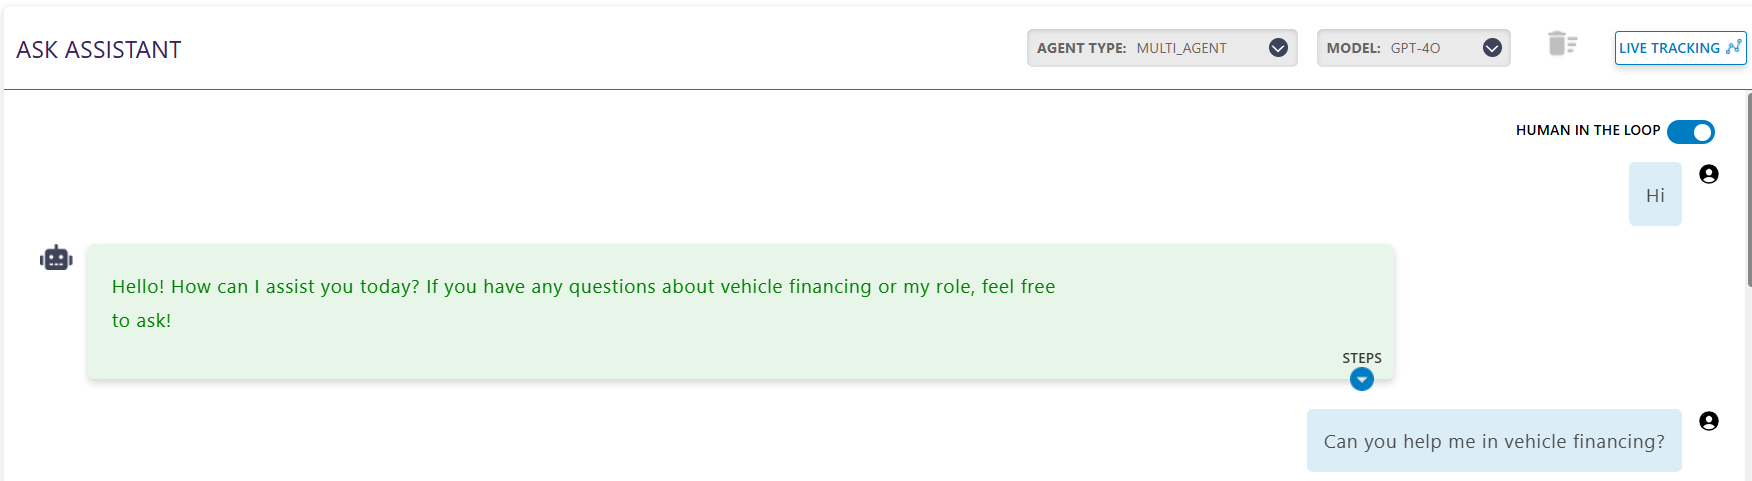 ASK ASSISTANT
AGENT TYPE: MULTI_AGENT
MODEL: GPT-4O
LIVE TRACKING
HUMAN IN THE LOOP
Hi
Hello! How can I assist you today? If you have any questions about vehicle financing or my role, feel free
to ask!
STEPS
Can you help me in vehicle financing?